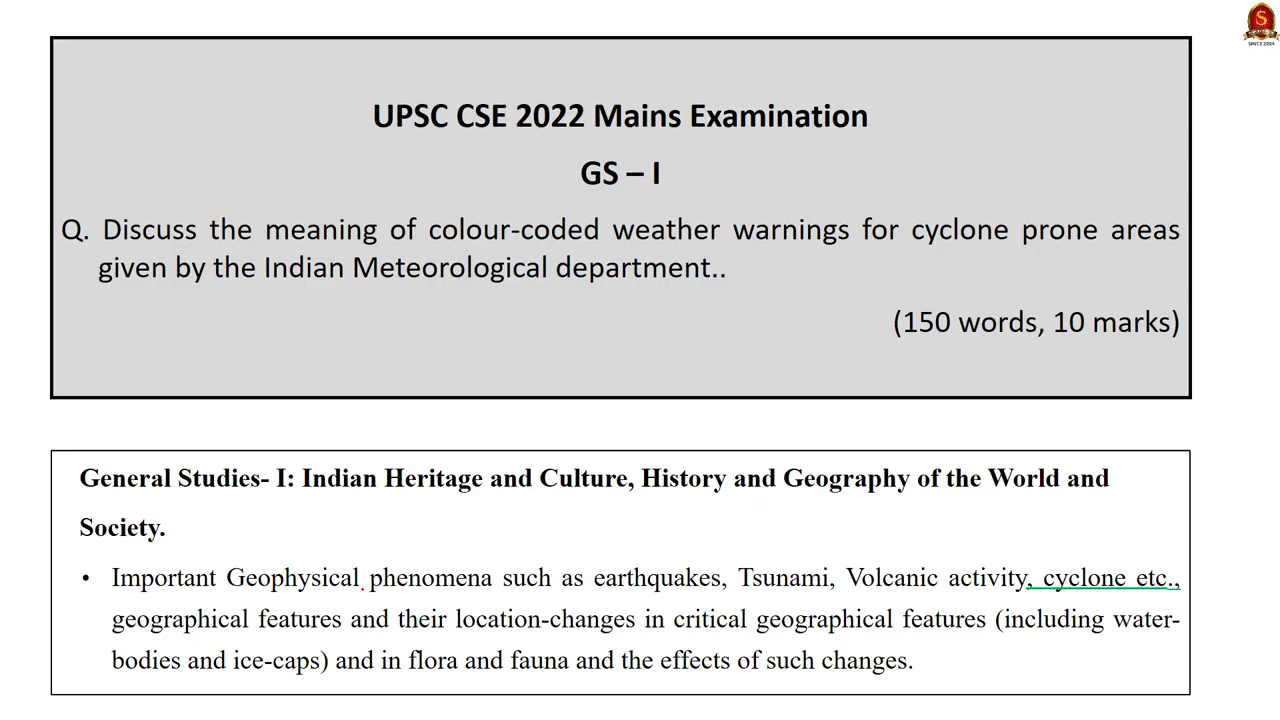 UPSC CSE 2022 Mains Examination
GS – I
Q. Discuss the meaning of colour-coded weather warnings for cyclone prone areas
given by the Indian Meteorological department..
(150 words, 10 marks)
General Studies- I: Indian Heritage and Culture, History and Geography of the World and
Society.
• Important Geophysical phenomena such as earthquakes, Tsunami, Volcanic activity, cyclone etc.,
geographical features and their location-changes in critical geographical features (including water-
bodies and ice-caps) and in flora and fauna and the effects of such changes.
S
SINCE 2004